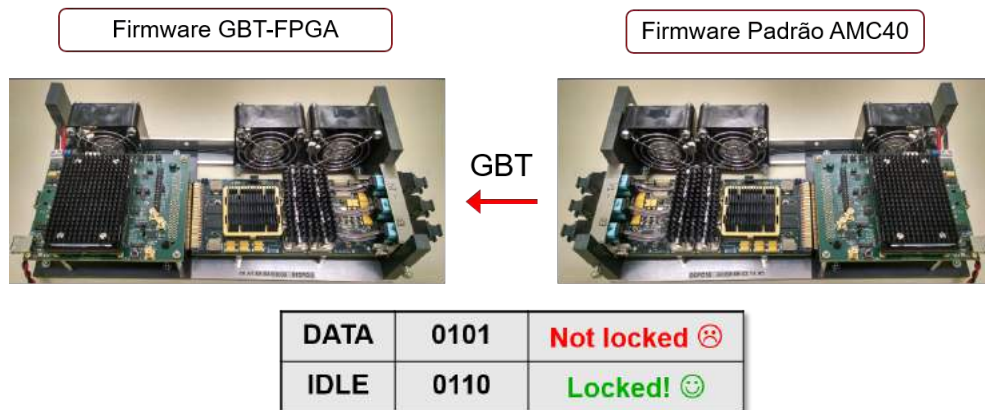 Firmware GBT-FPGA
Firmware Padrão AMC40
GBT
DATA 0101 Not locked ☹
IDLE 0110 Locked! ☺